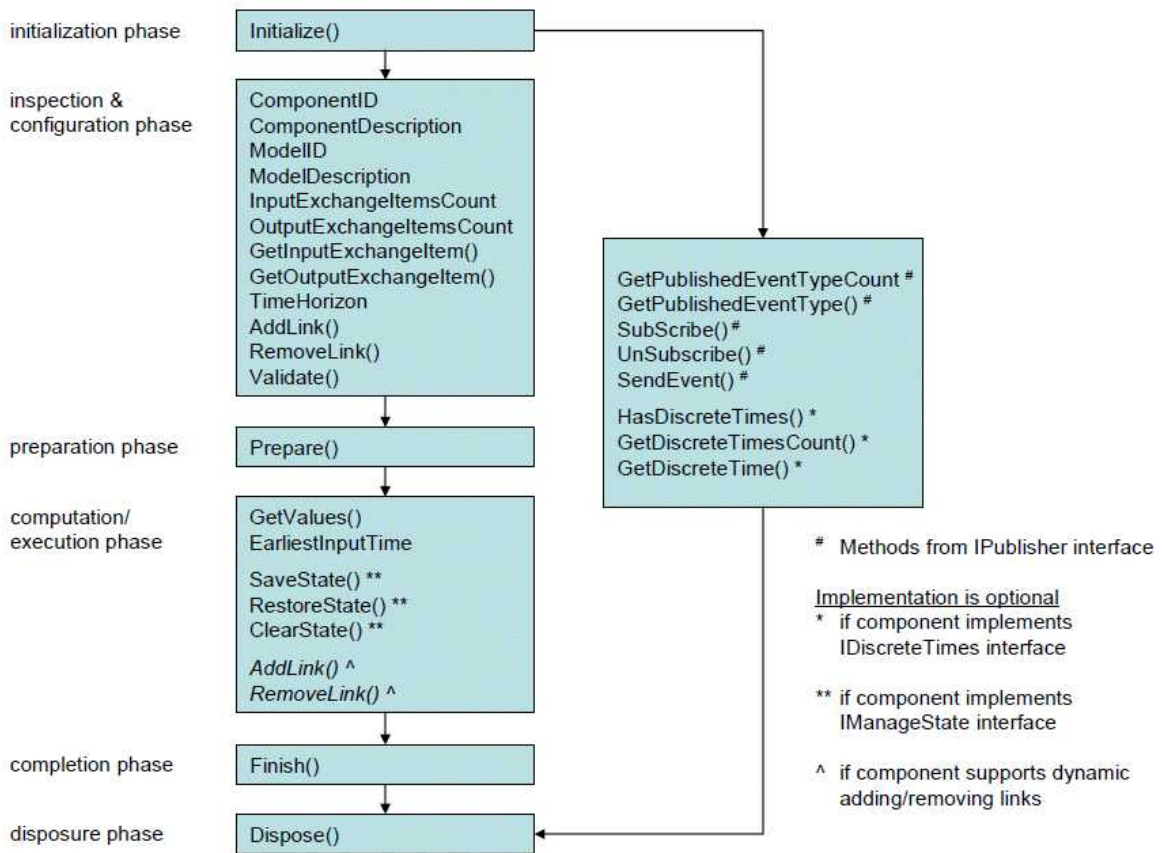 initialization phase
Initialize()
inspection &
configuration phase
ComponentID
ComponentDescription
ModelID
ModelDescription
InputExchangeItemsCount
OutputExchangeItemsCount
GetInputExchangeItem()
GetOutputExchangeItem()
TimeHorizon
AddLink()
RemoveLink()
Validate()
preparation phase
Prepare()
computation/
execution phase
GetValues()
EarliestInputTime
SaveState() **
RestoreState() **
ClearState() **
AddLink() ^
RemoveLink() ^
completion phase
Finish()
disposure phase
Dispose()
GetPublishedEventTypeCount #
GetPublishedEventType() #
SubScribe() #
UnSubscribe() #
SendEvent() #
HasDiscreteTimes() *
GetDiscreteTimesCount() *
GetDiscreteTime() *
# Methods from IPublisher interface
Implementation is optional
* if component implements
IDiscreteTimes interface
** if component implements
IManageState interface
^ if component supports dynamic
adding/removing links